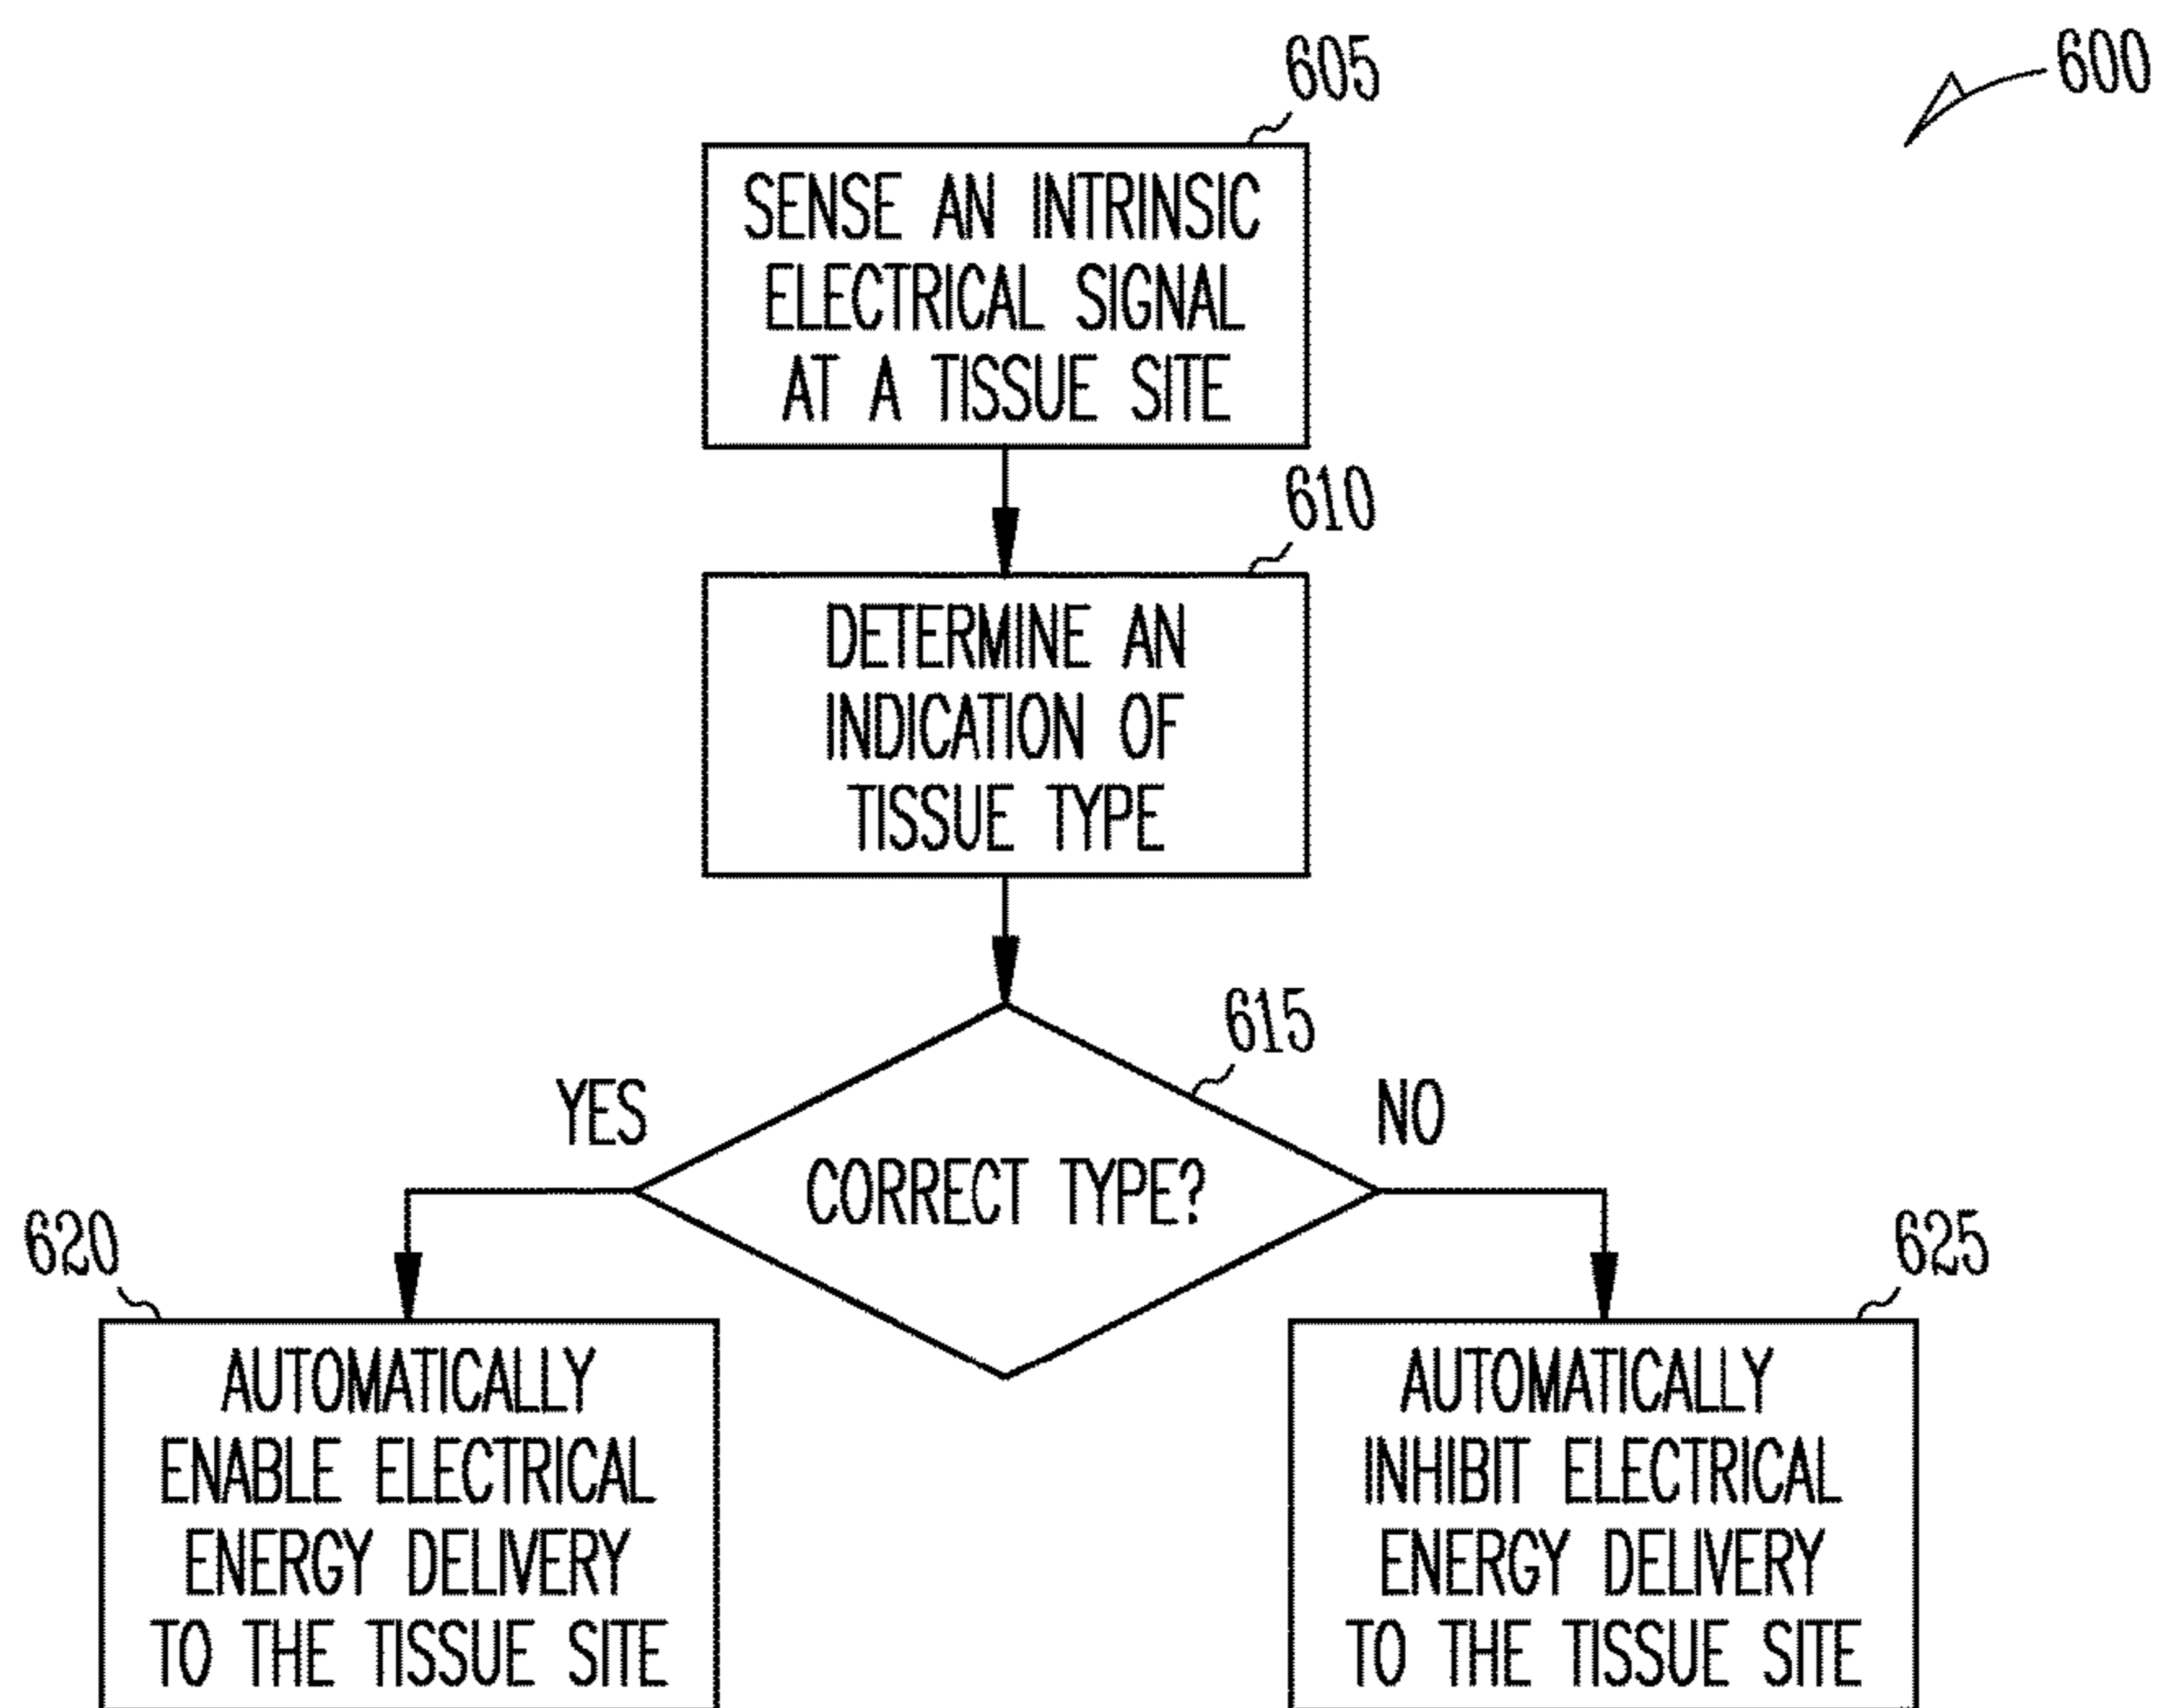 600
605
SENSE AN INTRINSIC
ELECTRICAL SIGNAL
AT A TISSUE SITE
610
DETERMINE AN
INDICATION OF
TISSUE TYPE
615
YES
NO
CORRECT TYPE?
620
AUTOMATICALLY
ENABLE ELECTRICAL
ENERGY DELIVERY
TO THE TISSUE SITE
625
AUTOMATICALLY
INHIBIT ELECTRICAL
ENERGY DELIVERY
TO THE TISSUE SITE